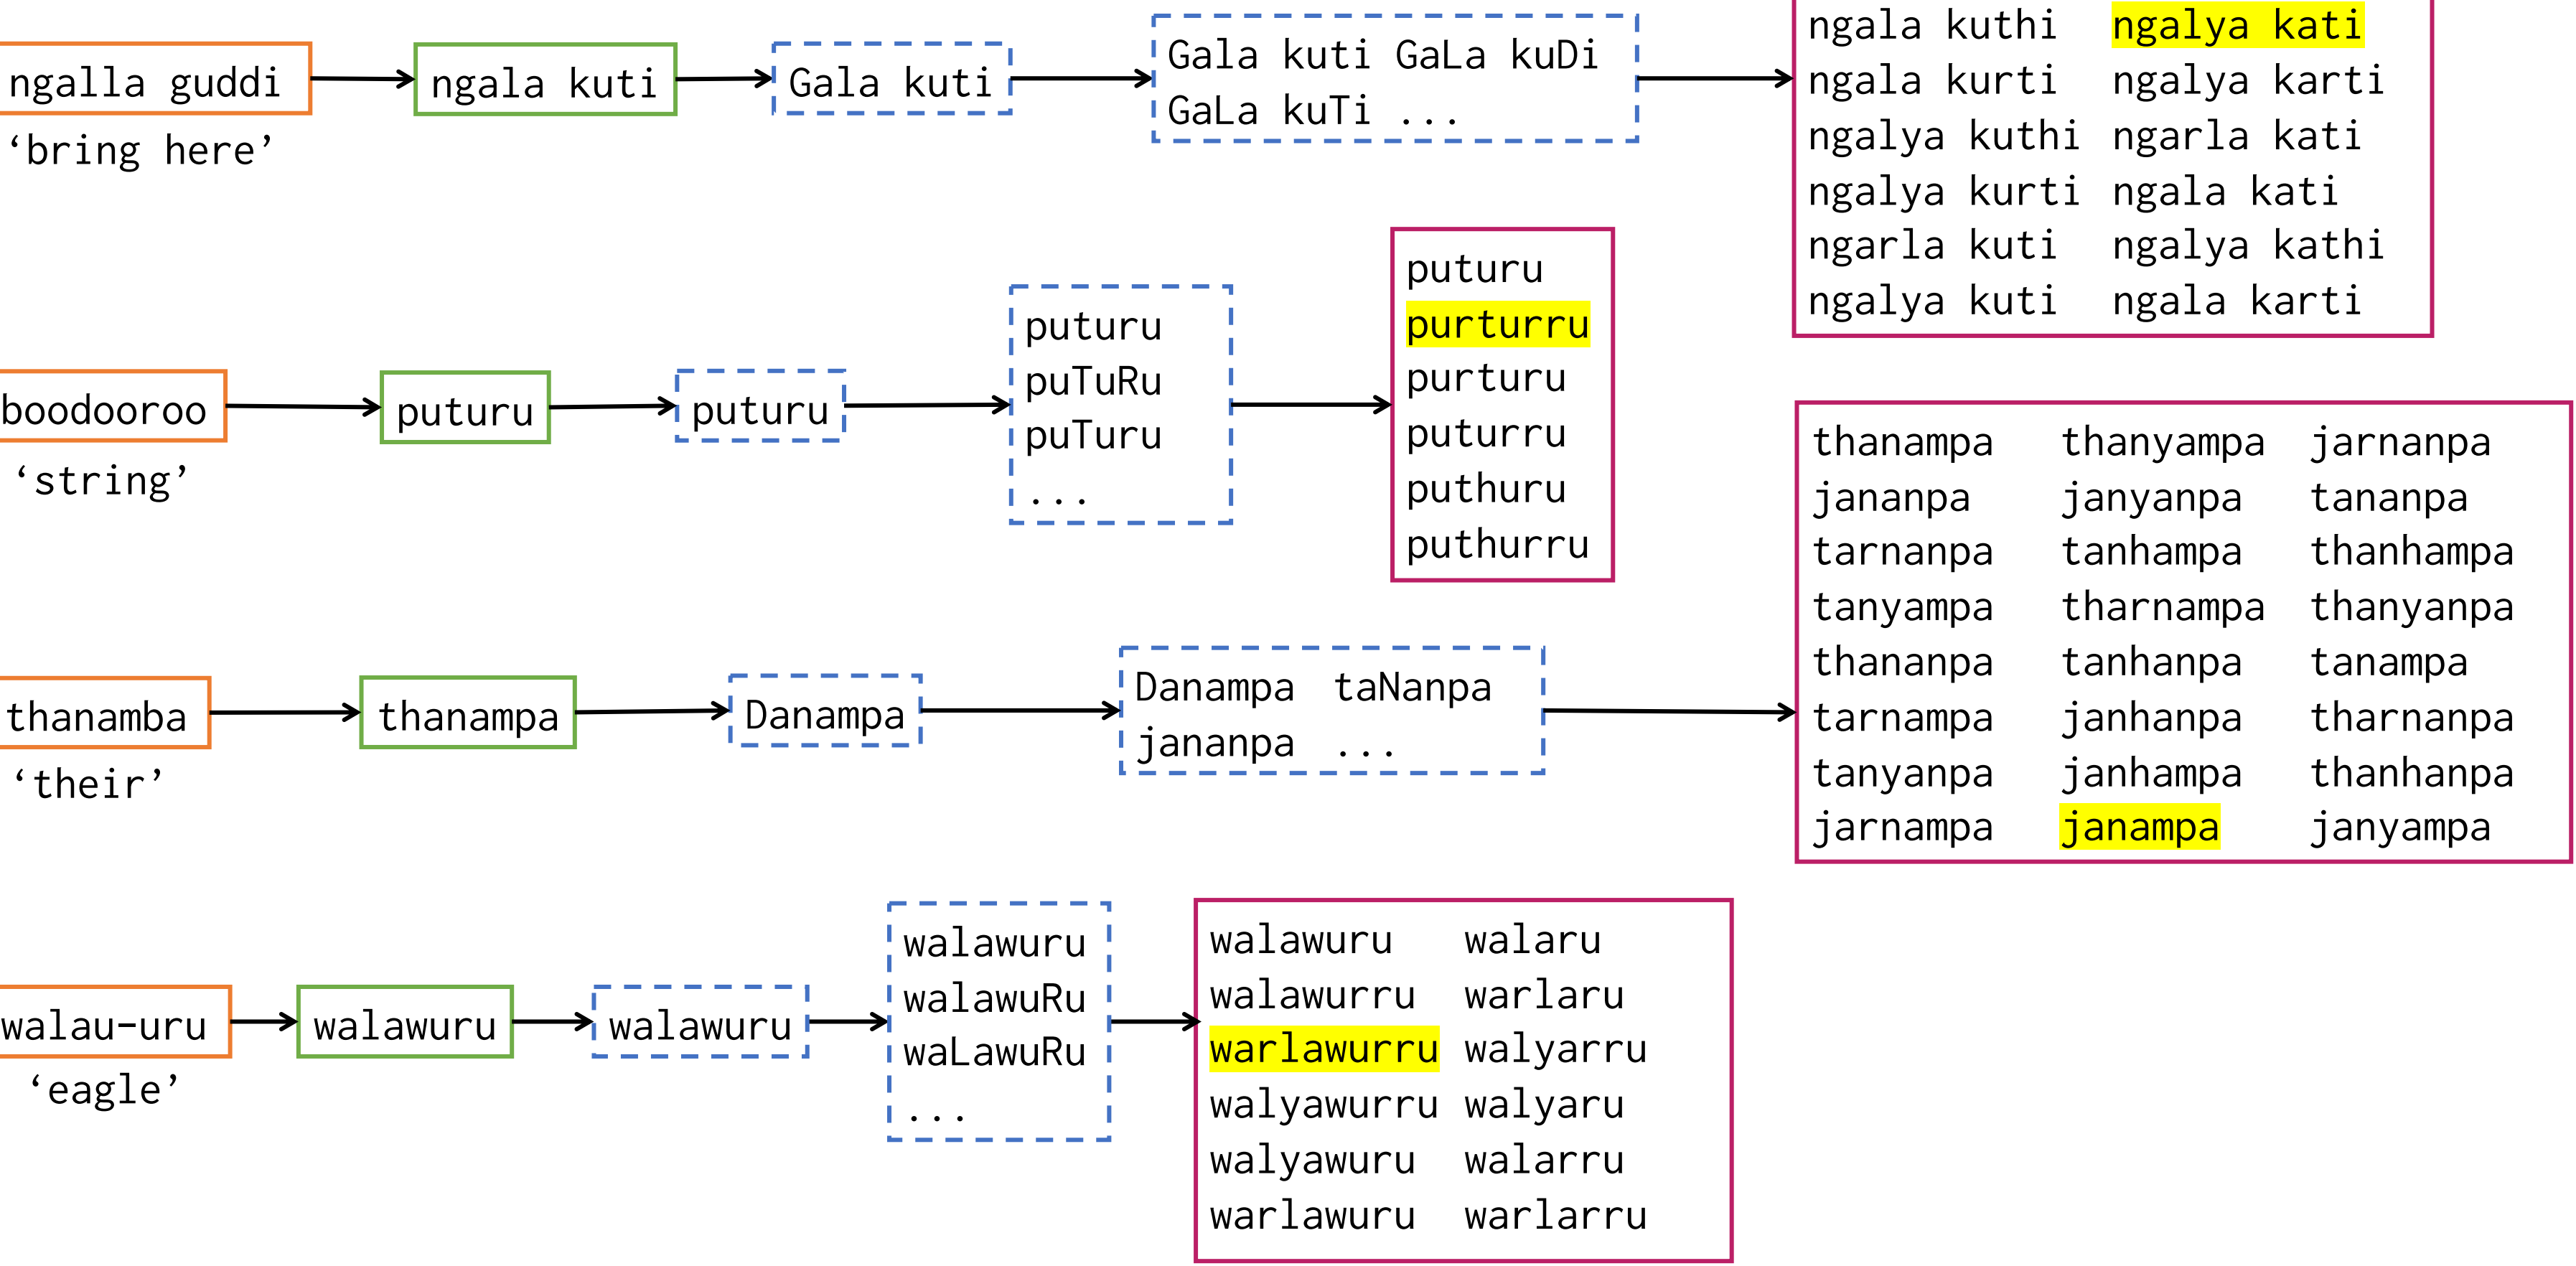 ngalla guddi
'bring here'
ngala kuti
Gala kuti
Gala kuti GaLa kuDi
GaLa kuTi ...
ngala kuthi ngalya kati
ngala kurti ngalya karti
ngalya kuthi ngarla kati
ngalya kurti ngala kati
ngarla kuti ngalya kathi
ngalya kuti ngala karti
boodooroo
'string'
puturu
puturu
puturu
puTuRu
puTuru
...
puturu
purturru
purturu
puturru
puthuru
puthurru
thanamba
'their'
thanampa
Danampa
Danampa taNanpa
jananpa ...
thanampa thanyampa jarnanpa
jananpa janyanpa tananpa
tarnanpa tanhampa thanhampa
tanyampa tharnampa thanyanpa
thananpa tanhanpa tanampa
tarnampa janhanpa tharnanpa
tanyanpa janhampa thanhanpa
jarnampa janampa janyampa
walau-uru
'eagle'
walawuru
walawuru
walawuru
walawuRu
waLawuRu
...
walawuru walaru
walawurru warlaru
warlawurru walyarru
walyawurru walyaru
walyawuru walarru
warlawuru warlarru